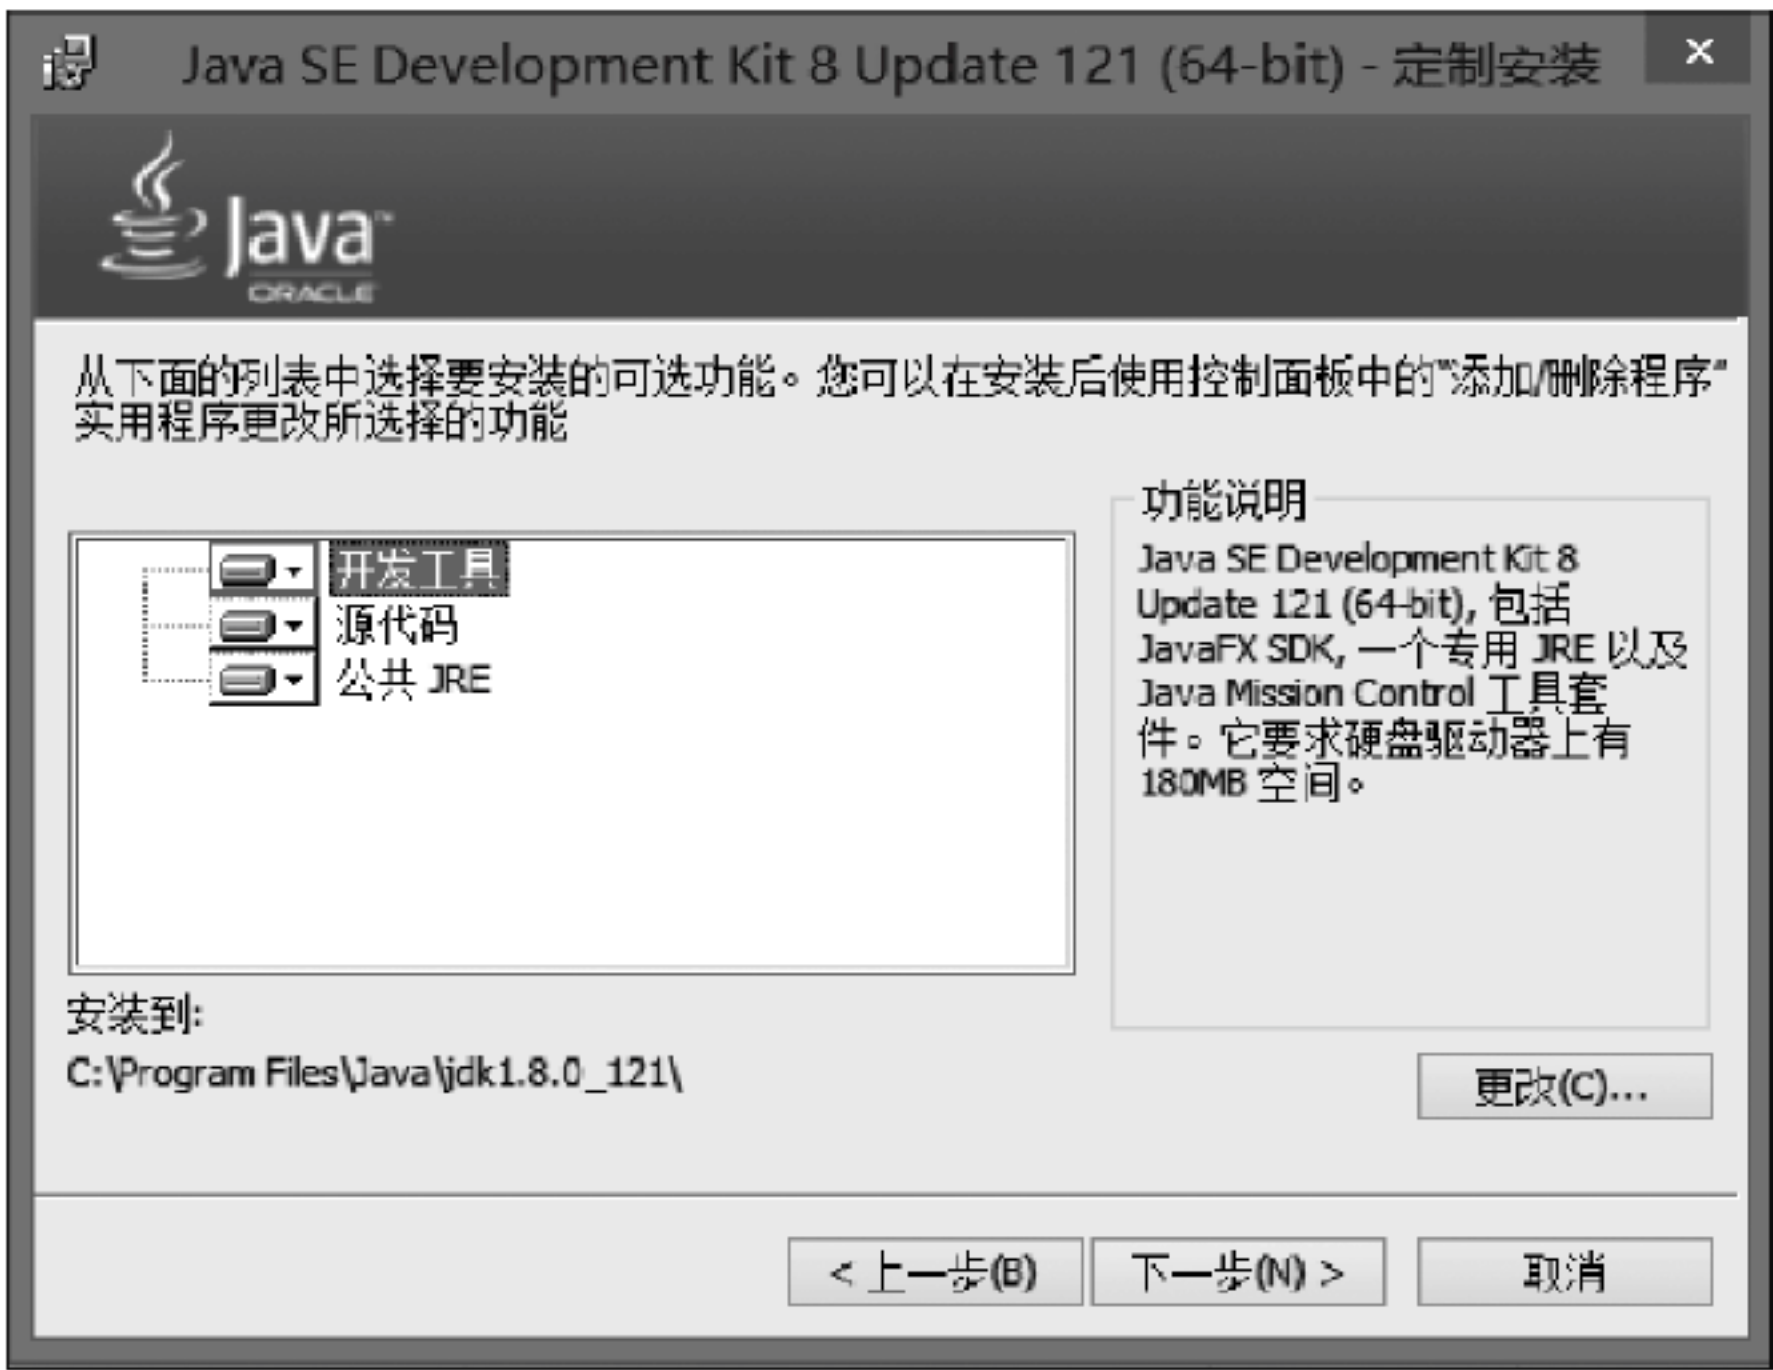 Java SE Development Kit 8 Update 121 (64-bit) - 定制安装
Java™
ORACLE
从下面的列表中选择要安装的可选功能。您可以在安装后使用控制面板中的“添加/删除程序”
实用程序更改所选择的功能
功能说明
开发工具
源代码
公共 JRE
Java SE Development Kit 8
Update 121 (64-bit), 包括
JavaFX SDK, 一个专用 JRE 以及
Java Mission Control 工具套
件。它要求硬盘驱动器上有
180MB 空间。
安装到:
C:\Program Files\Java\jdk1.8.0_121\
更改(C)...
< 上一步(B)
下一步(N) >
取消